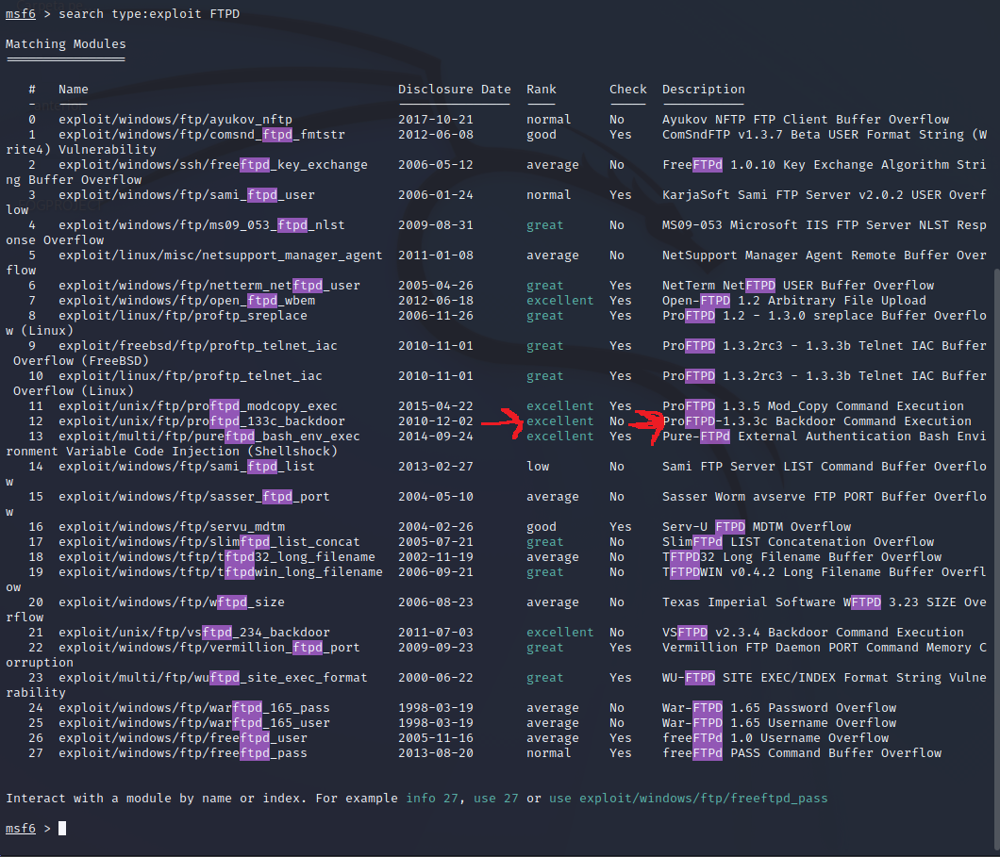 msf6 > search type:exploit FTPD
Matching Modules
================
# Name Disclosure Date Rank Check Description
- ---- --------------- ---- ----- -----------
0 exploit/windows/ftp/ayukov_nftp 2017-10-21 normal No Ayukov NFTP FTP Client Buffer Overflow
1 exploit/windows/ftp/comsnd_ftpd_fmtstr 2012-06-08 good Yes ComSndFTP v1.3.7 Beta USER Format String (W
rite4) Vulnerability
2 exploit/windows/ssh/freeftpd_key_exchange 2006-05-12 average No FreeFTPd 1.0.10 Key Exchange Algorithm Stri
ng Buffer Overflow
3 exploit/windows/ftp/sami_ftpd_user 2006-01-24 normal Yes KarjaSoft Sami FTP Server v2.0.2 USER Overf
low
4 exploit/windows/ftp/ms09_053_ftpd_nlst 2009-08-31 great No MS09-053 Microsoft IIS FTP Server NLST Resp
onse Overflow
5 exploit/linux/misc/netsupport_manager_agent 2011-01-08 average No NetSupport Manager Agent Remote Buffer Over
flow
6 exploit/windows/ftp/netterm_netftpd_user 2005-04-26 great Yes NetTerm NetFTPD USER Buffer Overflow
7 exploit/windows/ftp/open_ftpd_wbem 2012-06-18 excellent Yes Open-FTPD 1.2 Arbitrary File Upload
8 exploit/linux/ftp/proftp_sreplace 2006-11-26 great Yes ProFTPD 1.2 - 1.3.0 sreplace Buffer Overflo
w (Linux)
9 exploit/freebsd/ftp/proftp_telnet_iac 2010-11-01 great Yes ProFTPD 1.3.2rc3 - 1.3.3b Telnet IAC Buffer
Overflow (FreeBSD)
10 exploit/linux/ftp/proftp_telnet_iac 2010-11-01 great Yes ProFTPD 1.3.2rc3 - 1.3.3b Telnet IAC Buffer
Overflow (Linux)
11 exploit/unix/ftp/proftpd_modcopy_exec 2015-04-22 excellent Yes ProFTPD 1.3.5 Mod_Copy Command Execution
12 exploit/unix/ftp/proftpd_133c_backdoor 2010-12-02 excellent No ProFTPD-1.3.3c Backdoor Command Execution
13 exploit/multi/ftp/pureftpd_bash_env_exec 2014-09-24 excellent Yes Pure-FTPd External Authentication Bash Envi
ronment Variable Code Injection (Shellshock)
14 exploit/windows/ftp/sami_ftpd_list 2013-02-27 low No Sami FTP Server LIST Command Buffer Overflo
w
15 exploit/windows/ftp/sasser_ftpd_port 2004-05-10 average No Sasser Worm avserve FTP PORT Buffer Overflo
w
16 exploit/windows/ftp/servu_mdtm 2004-02-26 good Yes Serv-U FTPD MDTM Overflow
17 exploit/windows/ftp/slimftpd_list_concat 2005-07-21 great No SlimFTPd LIST Concatenation Overflow
18 exploit/windows/tftp/tftpd32_long_filename 2002-11-19 average No TFTPD32 Long Filename Buffer Overflow
19 exploit/windows/tftp/tftpdwin_long_filename 2006-09-21 great No TFTPDWIN v0.4.2 Long Filename Buffer Overfl
ow
20 exploit/windows/ftp/wftpd_size 2006-08-23 average No Texas Imperial Software WFTPD 3.23 SIZE Ove
rflow
21 exploit/unix/ftp/vsftpd_234_backdoor 2011-07-03 excellent No VSFTPD v2.3.4 Backdoor Command Execution
22 exploit/windows/ftp/vermillion_ftpd_port 2009-09-23 great Yes Vermillion FTP Daemon PORT Command Memory C
orruption
23 exploit/multi/ftp/wuftpd_site_exec_format 2000-06-22 great Yes WU-FTPD SITE EXEC/INDEX Format String Vulne
rability
24 exploit/windows/ftp/warftpd_165_pass 1998-03-19 average No War-FTPD 1.65 Password Overflow
25 exploit/windows/ftp/warftpd_165_user 1998-03-19 average No War-FTPD 1.65 Username Overflow
26 exploit/windows/ftp/freeftpd_user 2005-11-16 average Yes freeFTPd 1.0 Username Overflow
27 exploit/windows/ftp/freeftpd_pass 2013-08-20 normal Yes freeFTPd PASS Command Buffer Overflow
Interact with a module by name or index. For example info 27, use 27 or use exploit/windows/ftp/freeftpd_pass
msf6 >